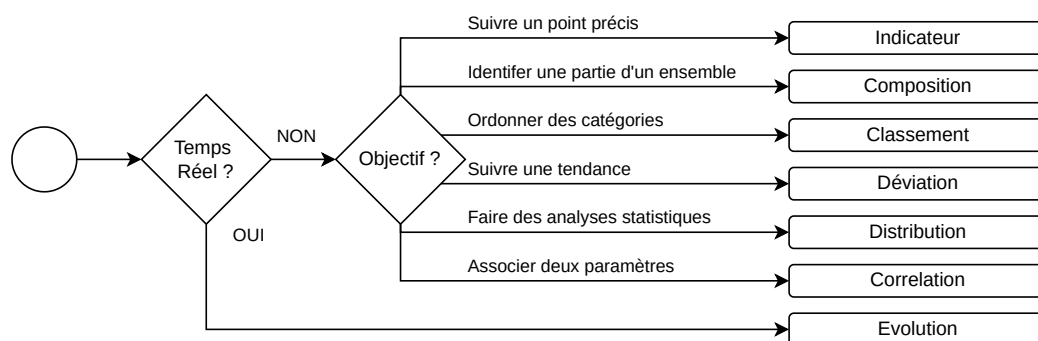 Suivre un point précis
Indicateur
Identifer une partie d'un ensemble
Composition
Ordonner des catégories
Classement
Temps
Réel ?
NON
Objectif ?
Suivre une tendance
Déviation
Faire des analyses statistiques
Distribution
OUI
Associer deux paramètres
Correlation
Evolution